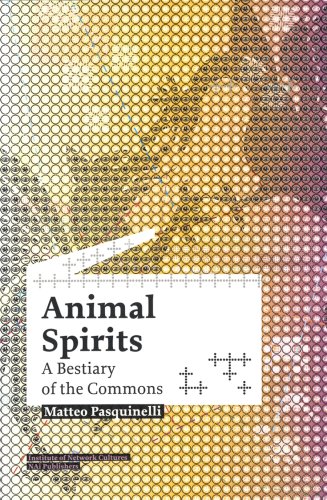 Animal
Spirits
A Bestiary
of the Commons
Matteo Pasquinelli
Institute of Network Cultures
NAi Publishers